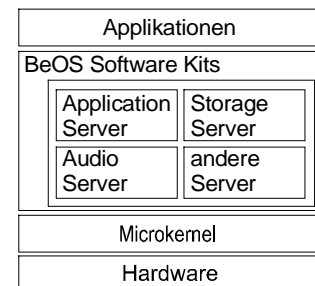 Applikationen
BeOS Software Kits
Application
Server
Storage
Server
Audio
Server
andere
Server
Microkernel
Hardware